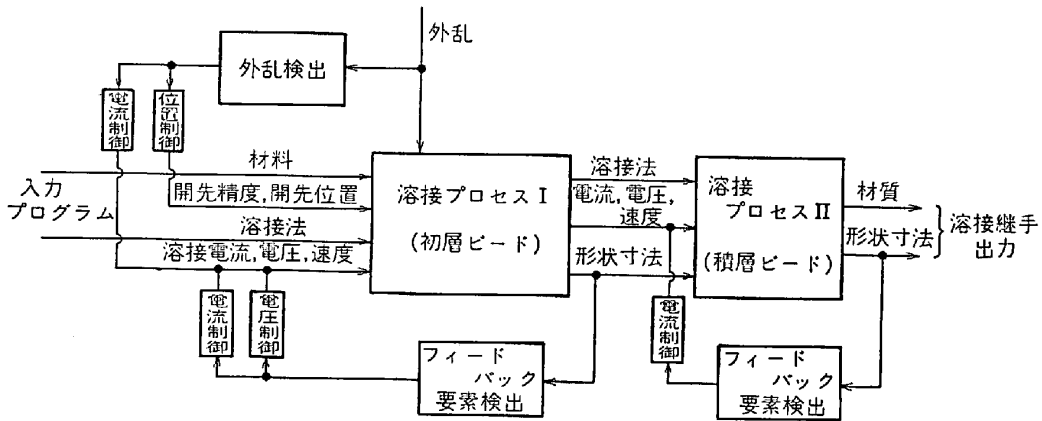 外乱
外乱検出
電流制御
位置制御
材料
入力
プログラム
開先精度,開先位置
溶接法
溶接電流,電圧,速度
溶接プロセスI
(初層ビード)
溶接法
電流,電圧,
速度
形状寸法
溶接
プロセスII
(積層ビード)
材質
形状寸法
溶接継手
出力
電流制御
電圧制御
フィード
バック
要素検出
電流制御
フィード
バック
要素検出